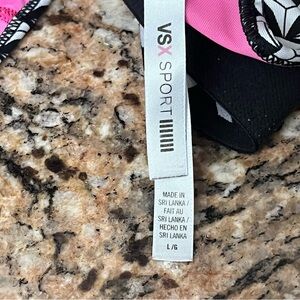 VSX SPORT
MADE IN
SRI LANKA /
FAIT AU
SRI LANKA /
HECHO EN
SRI LANKA
L/G